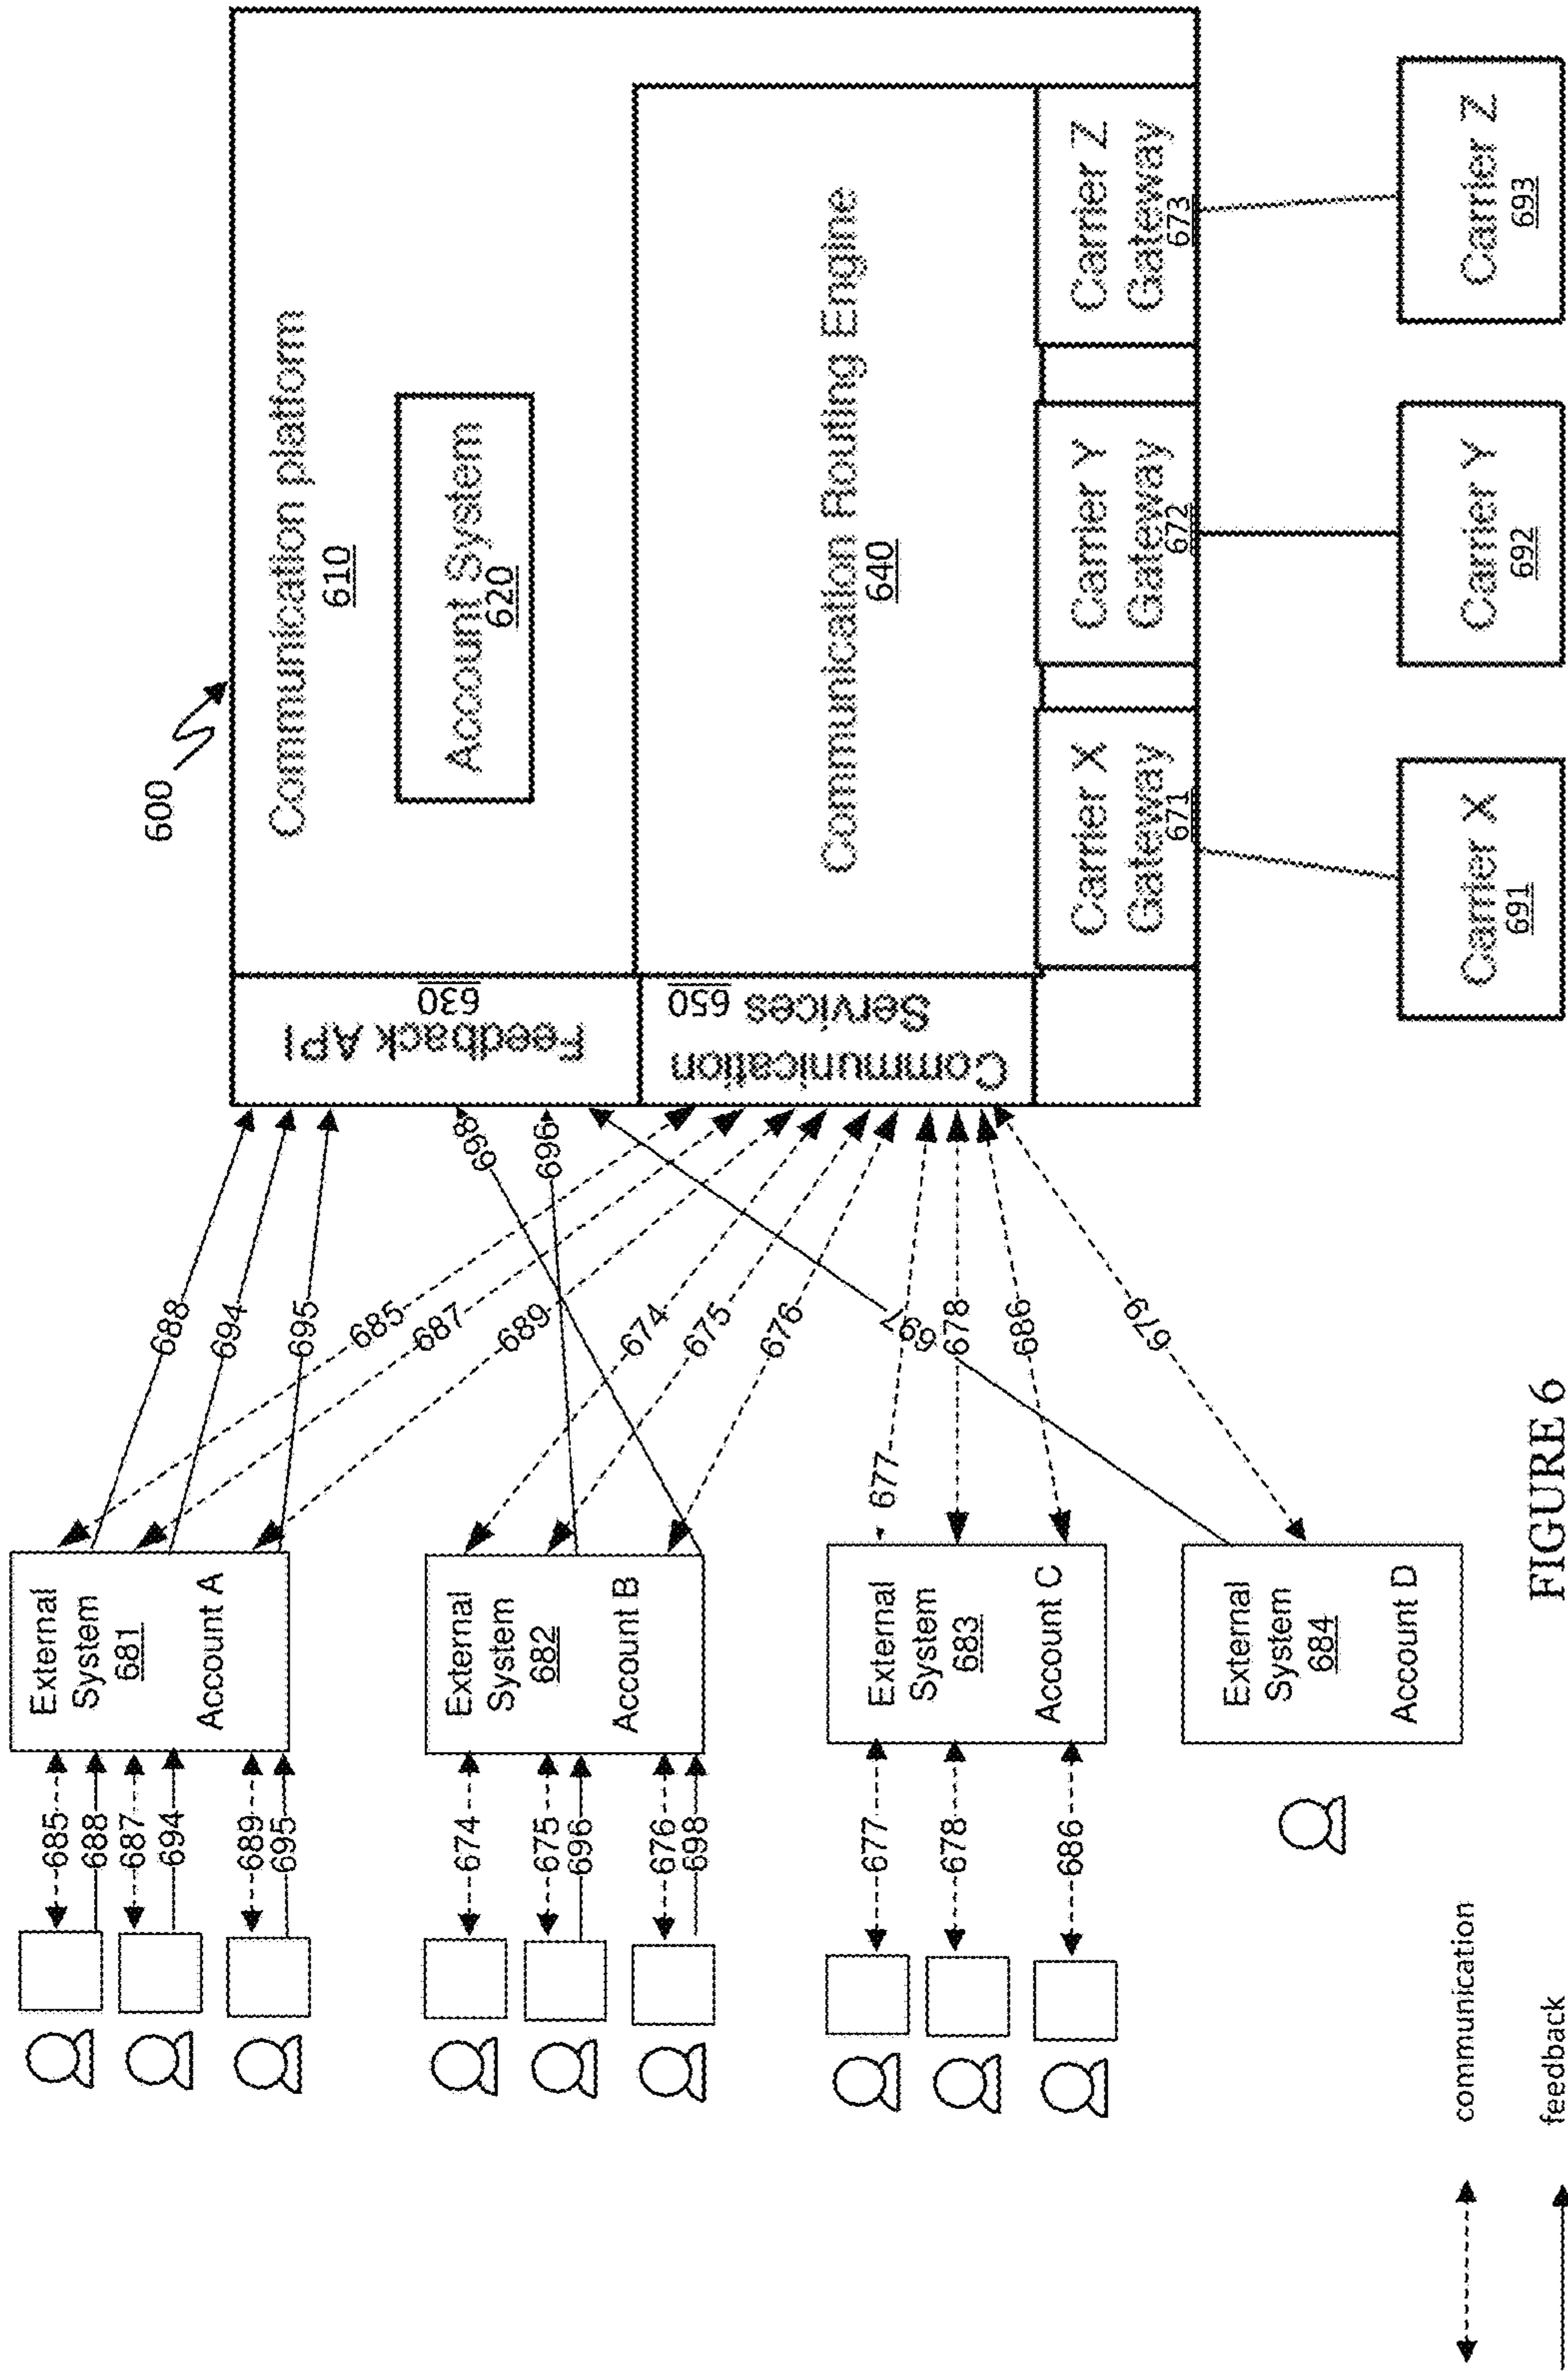 600
Communication platform
610
Account System
620
Feedback API
630
Communication
Services
650
Communication Routing Engine
640
Carrier X
Gateway
671
Carrier Y
Gateway
672
Carrier Z
Gateway
673
Carrier X
691
Carrier Y
692
Carrier Z
693
688
694
695
685
687
689
698
696
674
675
676
697
677
678
686
679
External
System
681
Account A
External
System
682
Account B
External
System
683
Account C
External
System
684
Account D
685
688
687
694
689
695
674
675
696
676
698
677
678
686
communication
feedback
FIGURE 6